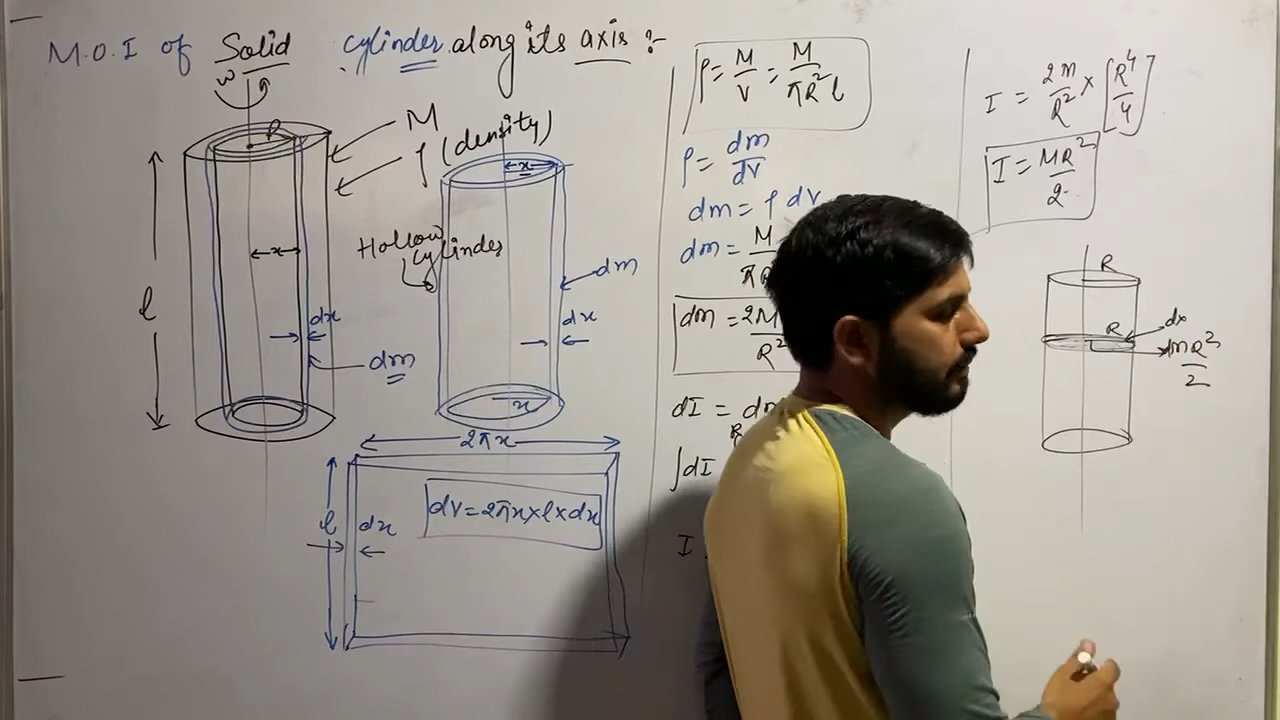 M.O.I of Solid cylinder along its axis :-
ω
R
M
ρ (density)
x
l
dx
dm
Hollow
cylinder
x
dm
dx
x
2πx
l
dx
dV = 2πx×l×dx
ρ = M/V = M/πR²l
ρ = dm/dV
dm = ρ dV
dm = M
πR
dm = 2M
R²
dI = dm
∫dI
I
I = 2M/R² × [R⁴/4]
I = MR²/2
R
R
dx
dmR²/2